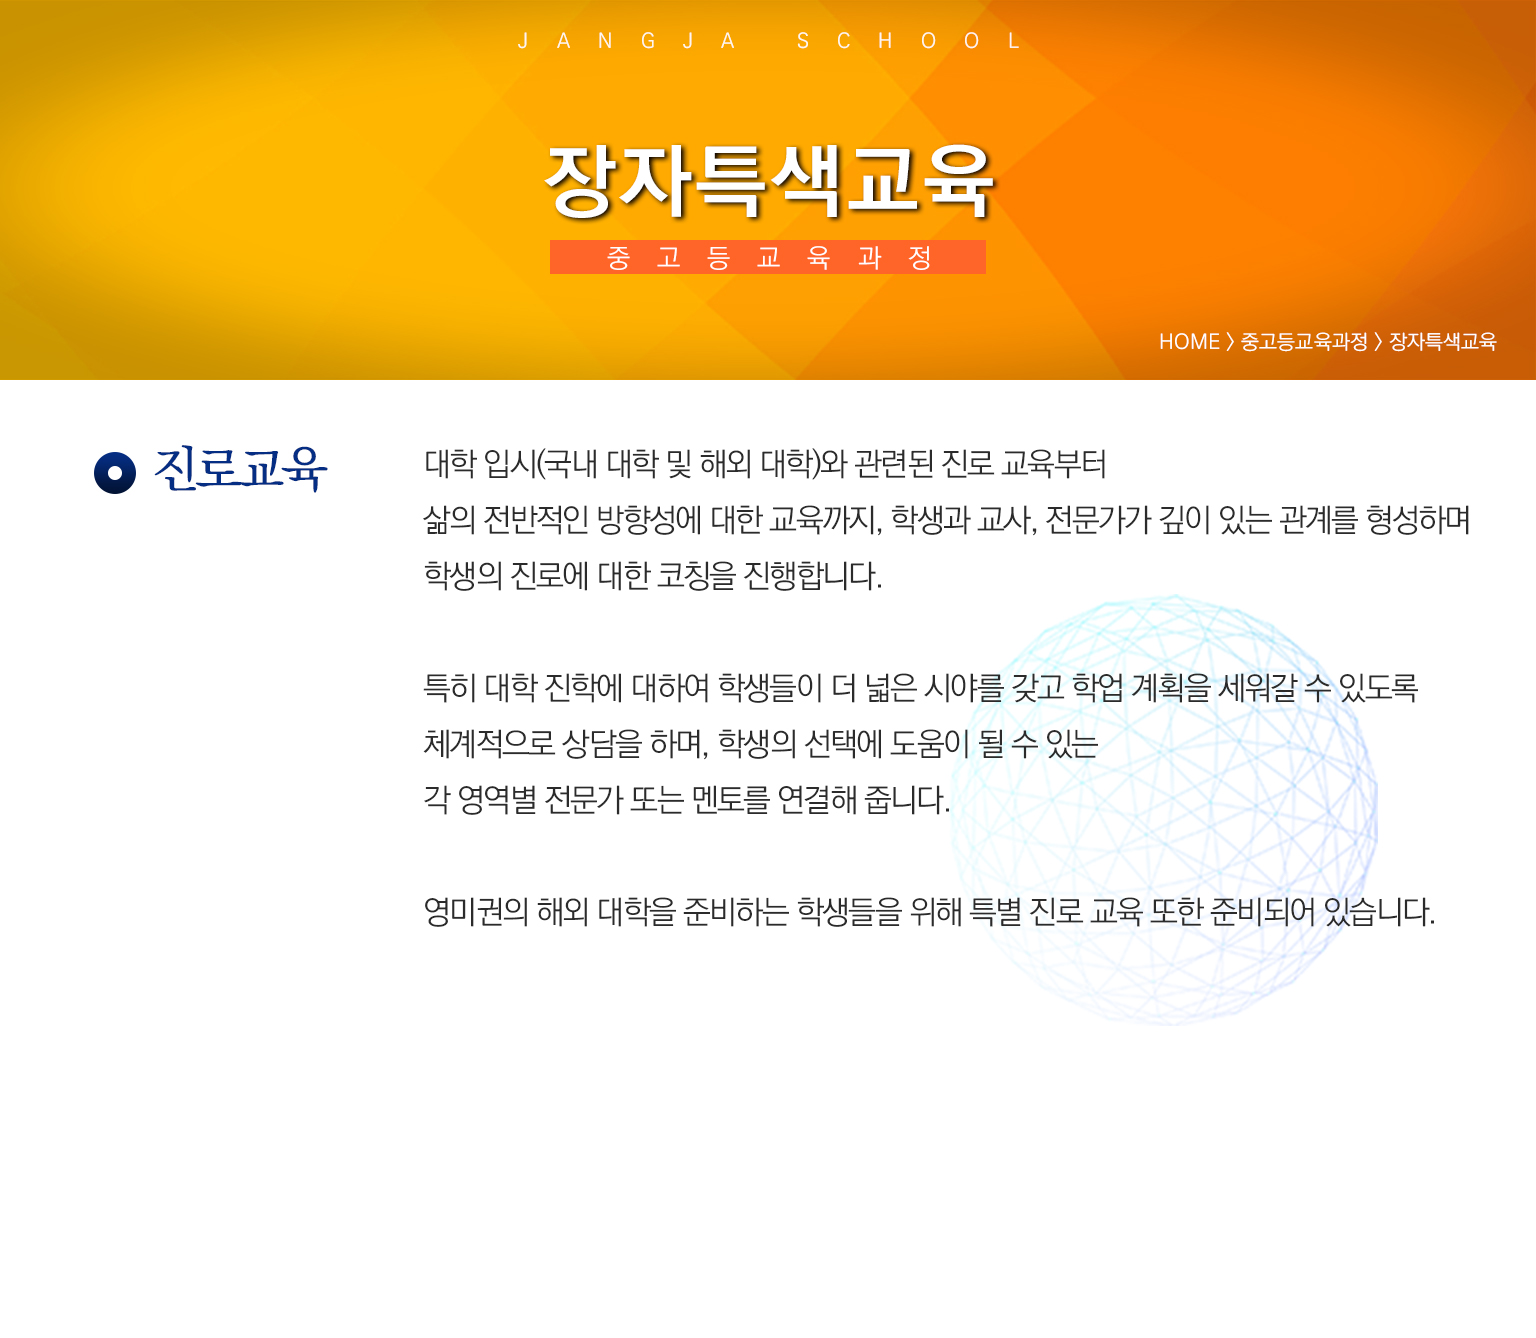 JANGJA SCHOOL
장자특색교육
중고등교육과정
HOME > 중고등교육과정 > 장자특색교육
진로교육
대학 입시(국내 대학 및 해외 대학)와 관련된 진로 교육부터
삶의 전반적인 방향성에 대한 교육까지, 학생과 교사, 전문가가 깊이 있는 관계를 형성하며
학생의 진로에 대한 코칭을 진행합니다.
특히 대학 진학에 대하여 학생들이 더 넓은 시야를 갖고 학업 계획을 세워갈 수 있도록
체계적으로 상담을 하며, 학생의 선택에 도움이 될 수 있는
각 영역별 전문가 또는 멘토를 연결해 줍니다.
영미권의 해외 대학을 준비하는 학생들을 위해 특별 진로 교육 또한 준비되어 있습니다.